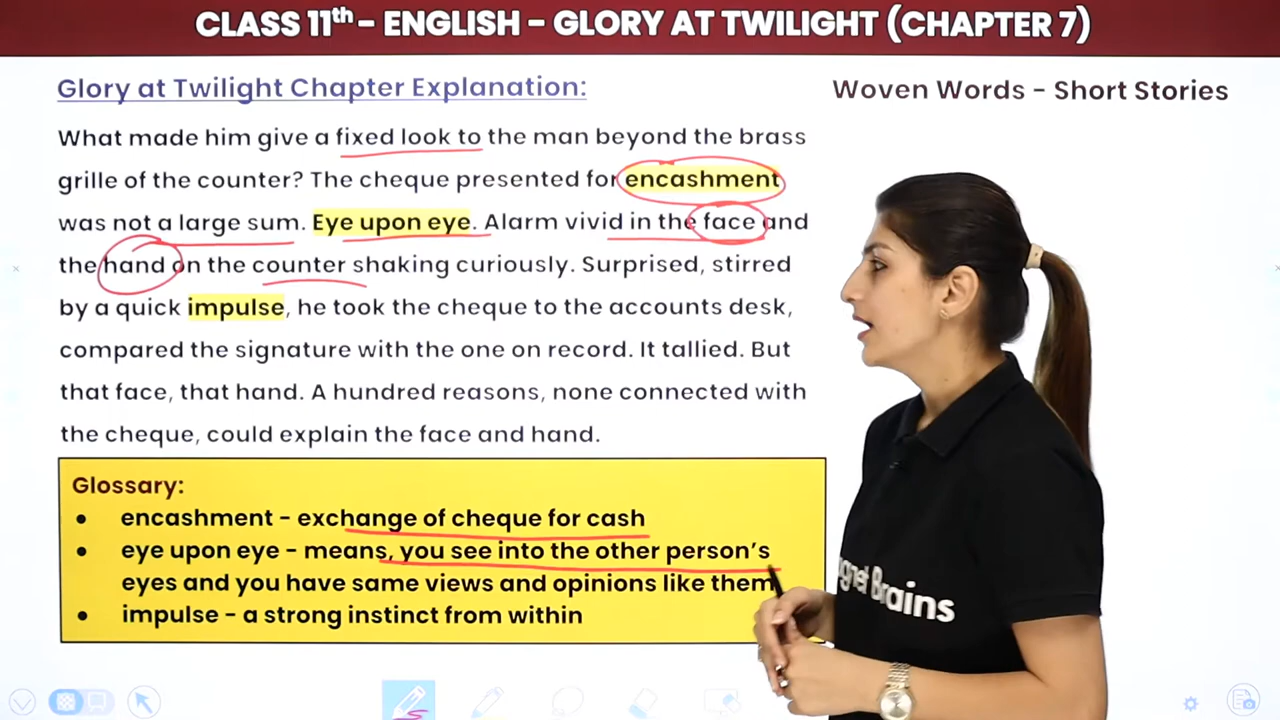 CLASS 11th - ENGLISH - GLORY AT TWILIGHT (CHAPTER 7)
Glory at Twilight Chapter Explanation:
Woven Words - Short Stories
What made him give a fixed look to the man beyond the brass
grille of the counter? The cheque presented for encashment
was not a large sum. Eye upon eye. Alarm vivid in the face and
the hand on the counter shaking curiously. Surprised, stirred
by a quick impulse, he took the cheque to the accounts desk,
compared the signature with the one on record. It tallied. But
that face, that hand. A hundred reasons, none connected with
the cheque, could explain the face and hand.
Glossary:
• encashment - exchange of cheque for cash
• eye upon eye - means, you see into the other person's
eyes and you have same views and opinions like them
• impulse - a strong instinct from within
gnet Brains